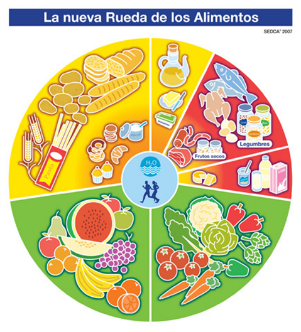 La nueva Rueda de los Alimentos
SEDCA® 2007
Legumbres
Frutos secos
H₂O